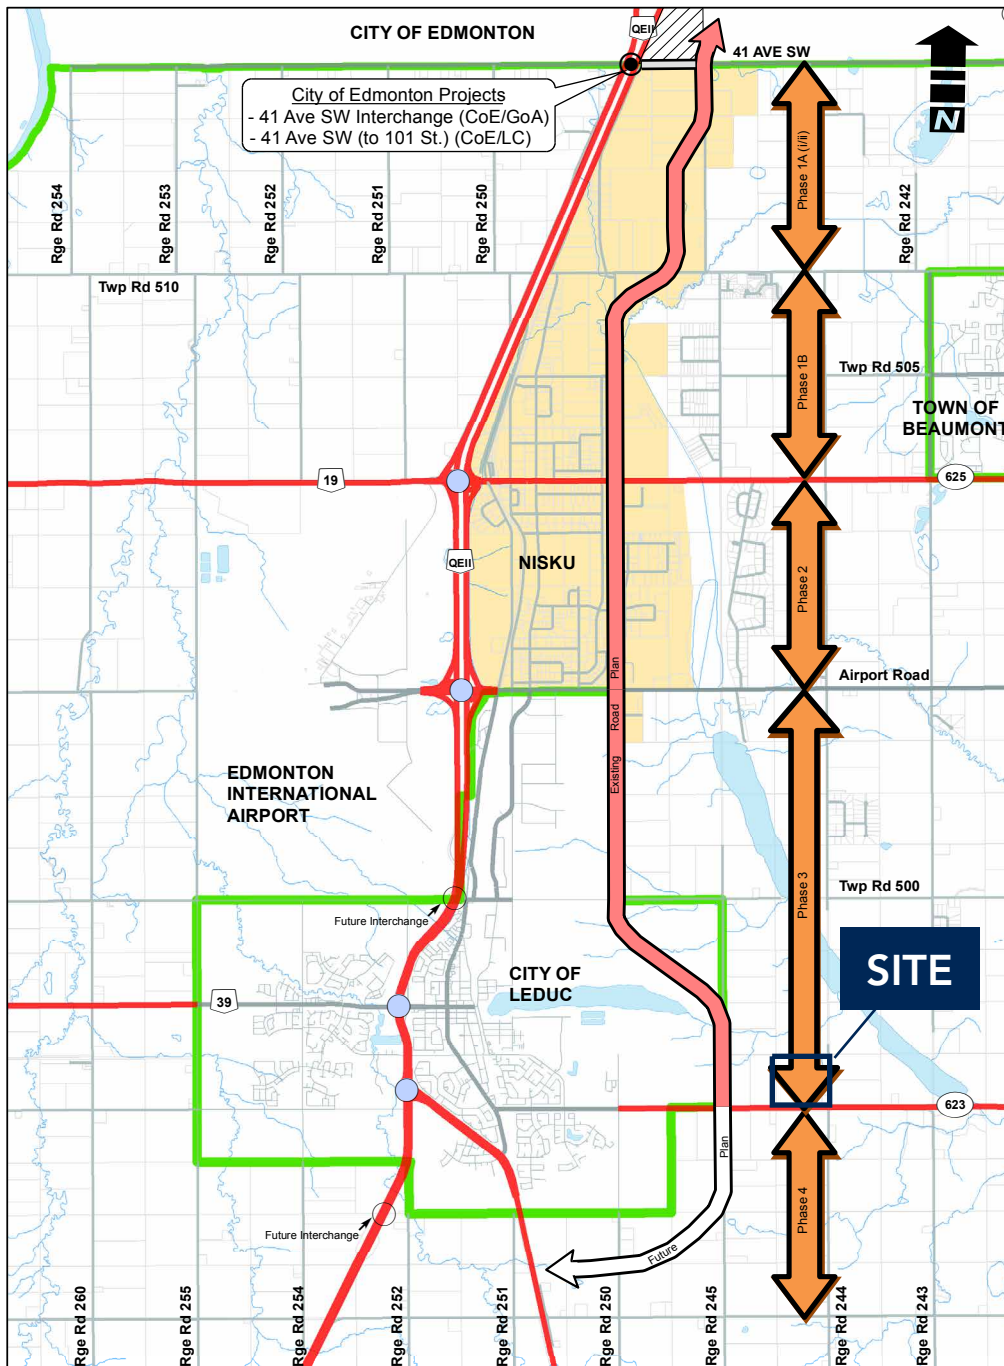 CITY OF EDMONTON
QEII
41 AVE SW
City of Edmonton Projects
- 41 Ave SW Interchange (CoE/GoA)
- 41 Ave SW (to 101 St.) (CoE/LC)
N
Rge Rd 254
Rge Rd 253
Rge Rd 252
Rge Rd 251
Rge Rd 250
Phase 1A (i/ii)
Rge Rd 242
Twp Rd 510
Phase 1B
Twp Rd 505
TOWN OF
BEAUMONT
19
625
QEII
NISKU
Phase 2
Airport Road
Existing Road Plan
EDMONTON
INTERNATIONAL
AIRPORT
Phase 3
Twp Rd 500
Future Interchange
SITE
CITY OF
LEDUC
39
623
Plan
Phase 4
Future Interchange
Future
Rge Rd 260
Rge Rd 255
Rge Rd 254
Rge Rd 252
Rge Rd 251
Rge Rd 250
Rge Rd 245
Rge Rd 244
Rge Rd 243